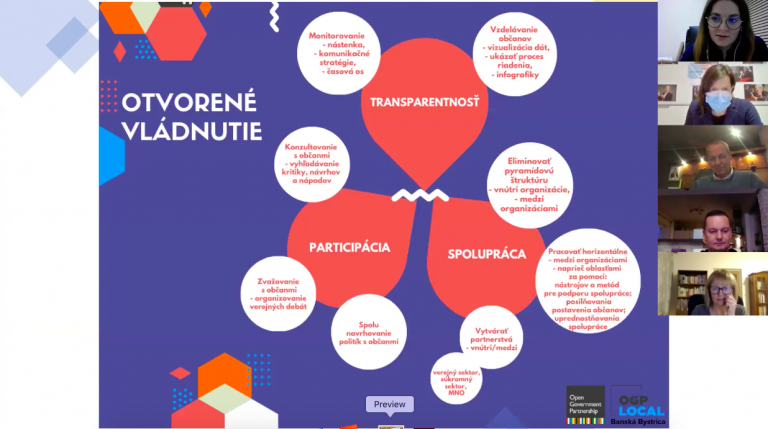 OTVORENÉ
VLÁDNUTIE
Monitorovanie
- nástenka,
- komunikačné
stratégie,
- časová os
TRANSPARENTNOSŤ
Vzdelávanie
občanov
- vizualizácia dát,
- ukázať proces
riadenia,
- infografiky
Konzultovanie
s občanmi
- vyhľadávanie
kritiky, návrhov
a nápadov
PARTICIPÁCIA
Zvažovanie
s občanmi
- organizovanie
verejných debát
Spolu
navrhovanie
politík s občanmi
Eliminovať
pyramídovú
štruktúru
- vnútri organizácie,
- medzi
organizáciami
SPOLUPRÁCA
Pracovať horizontálne
- medzi organizáciami
- naprieč oblasťami
za pomoci:
nástrojov a metód
pre podporu spolupráce;
posilňovania
postavenia občanov;
uprednostňovania
spolupráce
Vytvárať
partnerstvá
- vnútri/medzi
verejný sektor,
súkromný
sektor,
MNO
Preview
Open
Government
Partnership
OGP
LOCAL
Banská Bystrica